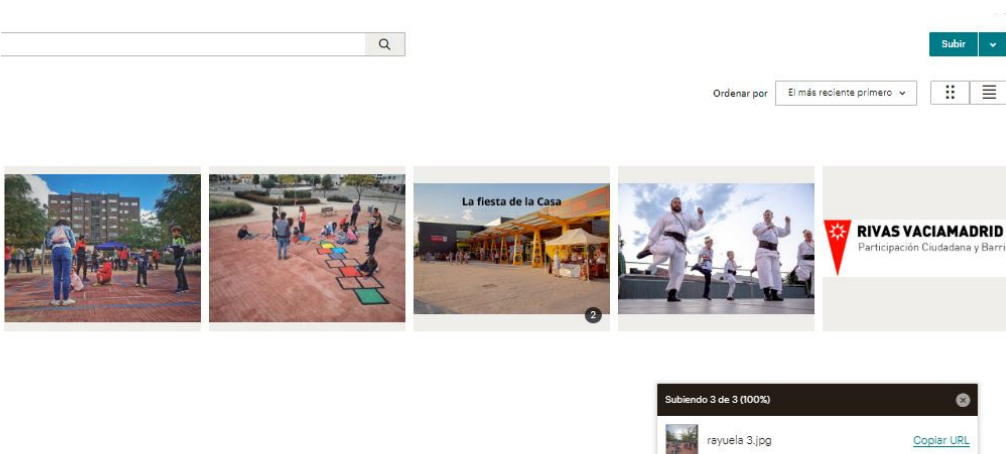 Subir
Ordenar por
El más reciente primero
La fiesta de la Casa
RIVAS VACIAMADRID
Participación Ciudadana y Barri
2
Subiendo 3 de 3 (100%)
rayuela 3.jpg
Copiar URL